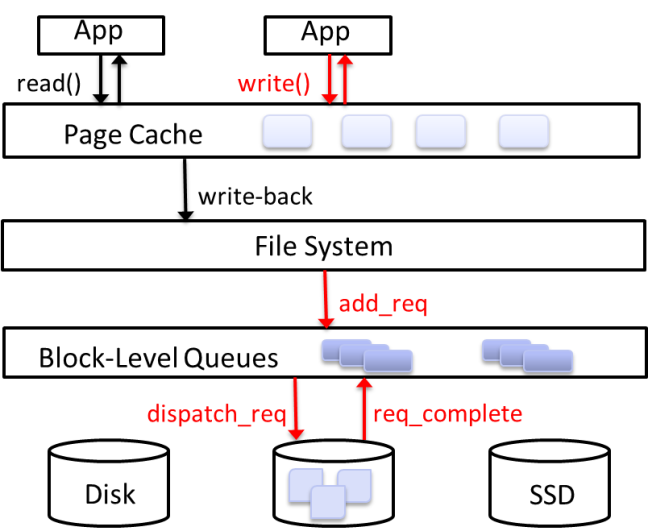 App
App
read()
write()
Page Cache
write-back
File System
add_req
Block-Level Queues
dispatch_req
req_complete
Disk
SSD